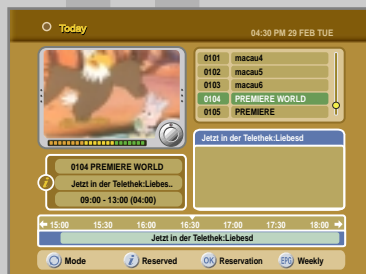 Today
04:30 PM 29 FEB TUE
0101 macau4
0102 macau5
0103 macau6
0104 PREMIERE WORLD
0105 PREMIERE
Jetzt in der Telethek:Liebesd
0104 PREMIERE WORLD
Jetzt in der Telethek:Liebes..
09:00 - 13:00 (04:00)
15:00 15:30 16:00 16:30 17:00 17:30 18:00
Jetzt in der Telethek:Liebesd
Mode
i Reserved
OK Reservation
EPG Weekly